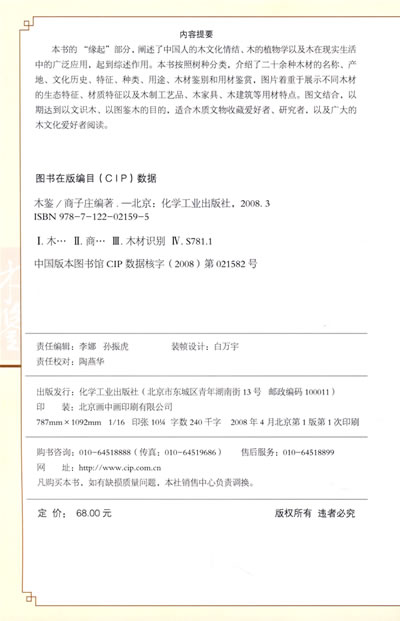 内容提要
本书的“缘起”部分，阐述了中国人的木文化情结、木的植物学以及木在现实生活
中的广泛应用，起到综述作用。本书按照树种分类，介绍了二十余种木材的名称、产
地、文化历史、特征、种类、用途、木材鉴别和用材鉴赏，图片着重于展示不同木材
的生态特征、材质特征以及木制工艺品、木家具、木建筑等用材特点。图文结合，以
期达到以文识木、以图鉴木的目的，适合木质文物收藏爱好者、研究者，以及广大的
木文化爱好者阅读。
图书在版编目（CIP）数据
木鉴／商子庄编著．—北京：化学工业出版社，2008.3
ISBN 978-7-122-02159-5
Ⅰ.木… Ⅱ.商… Ⅲ.木材识别 Ⅳ.S781.1
中国版本图书馆 CIP 数据核字（2008）第 021582 号
责任编辑：李娜 孙振虎 装帧设计：白万宇
责任校对：陶燕华
出版发行：化学工业出版社（北京市东城区青年湖南街 13 号 邮政编码 100011）
印 装：北京画中画印刷有限公司
787mm×1092mm 1/16 印张 10¼ 字数 240 千字 2008 年 4 月北京第 1 版第 1 次印刷
购书咨询：010-64518888（传真：010-64519686） 售后服务：010-64518899
网 址：http://www.cip.com.cn
凡购买本书，如有缺损质量问题，本社销售中心负责调换。
定 价：68.00 元 版权所有 违者必究